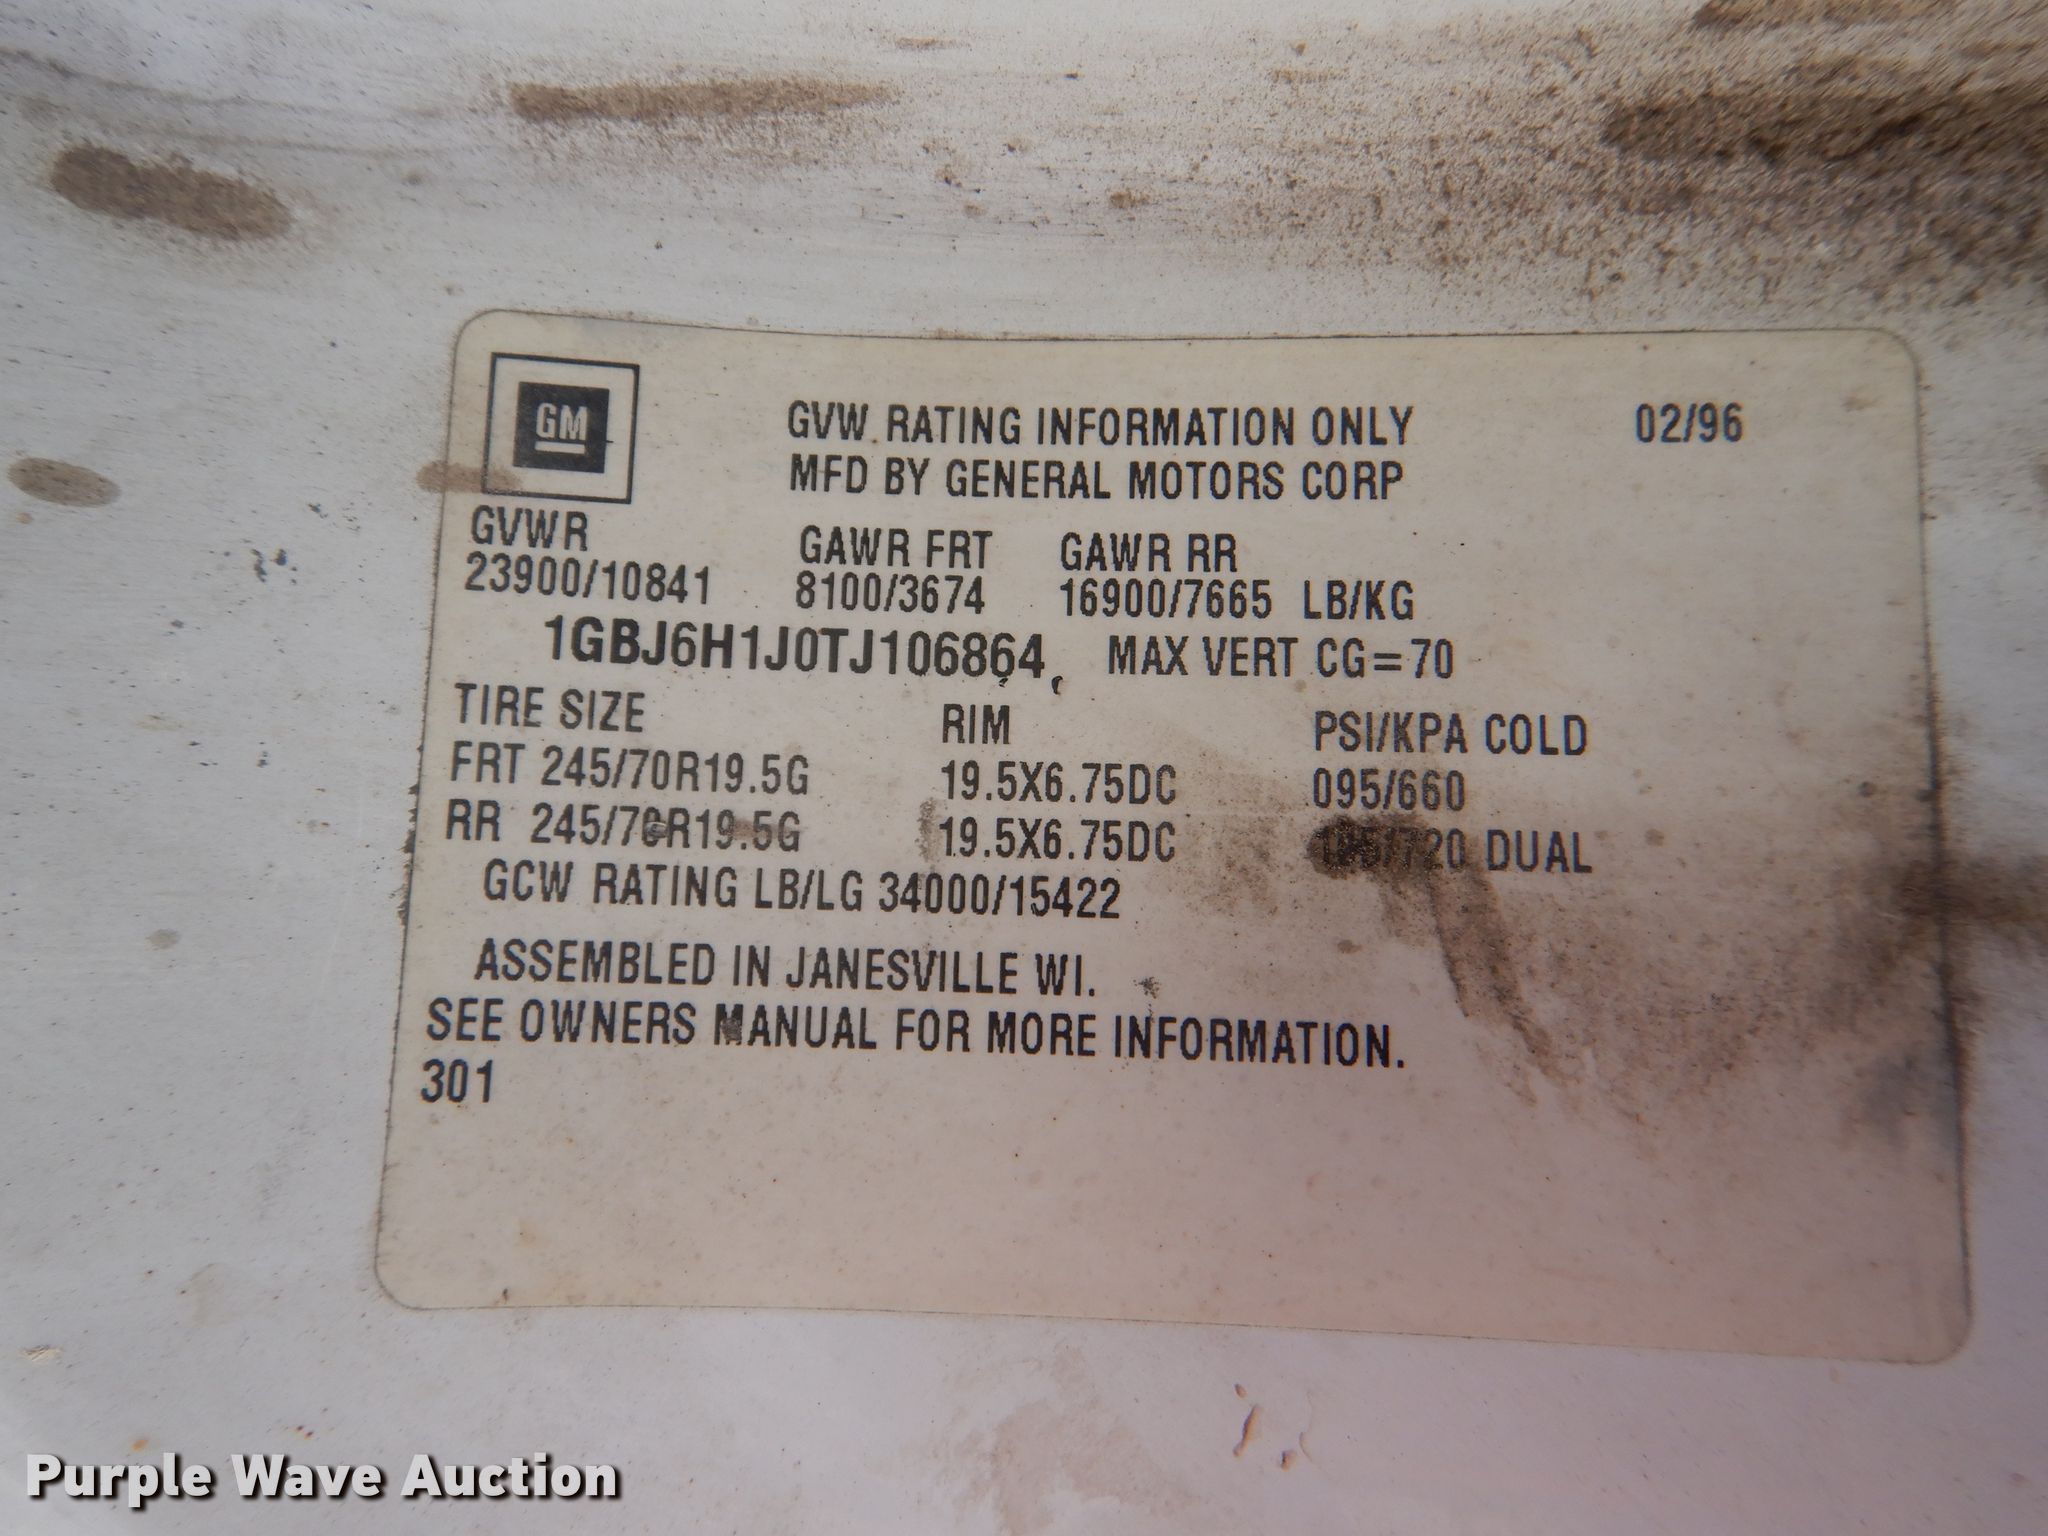 GM
GVW RATING INFORMATION ONLY 02/96
MFD BY GENERAL MOTORS CORP
GVWR GAWR FRT GAWR RR
23900/10841 8100/3674 16900/7665 LB/KG
1GBJ6H1J0TJ106864 MAX VERT CG=70
TIRE SIZE RIM PSI/KPA COLD
FRT 245/70R19.5G 19.5X6.75DC 095/660
RR 245/70R19.5G 19.5X6.75DC DUAL
GCW RATING LB/LG 34000/15422
ASSEMBLED IN JANESVILLE WI.
SEE OWNERS MANUAL FOR MORE INFORMATION.
301
Purple Wave Auction